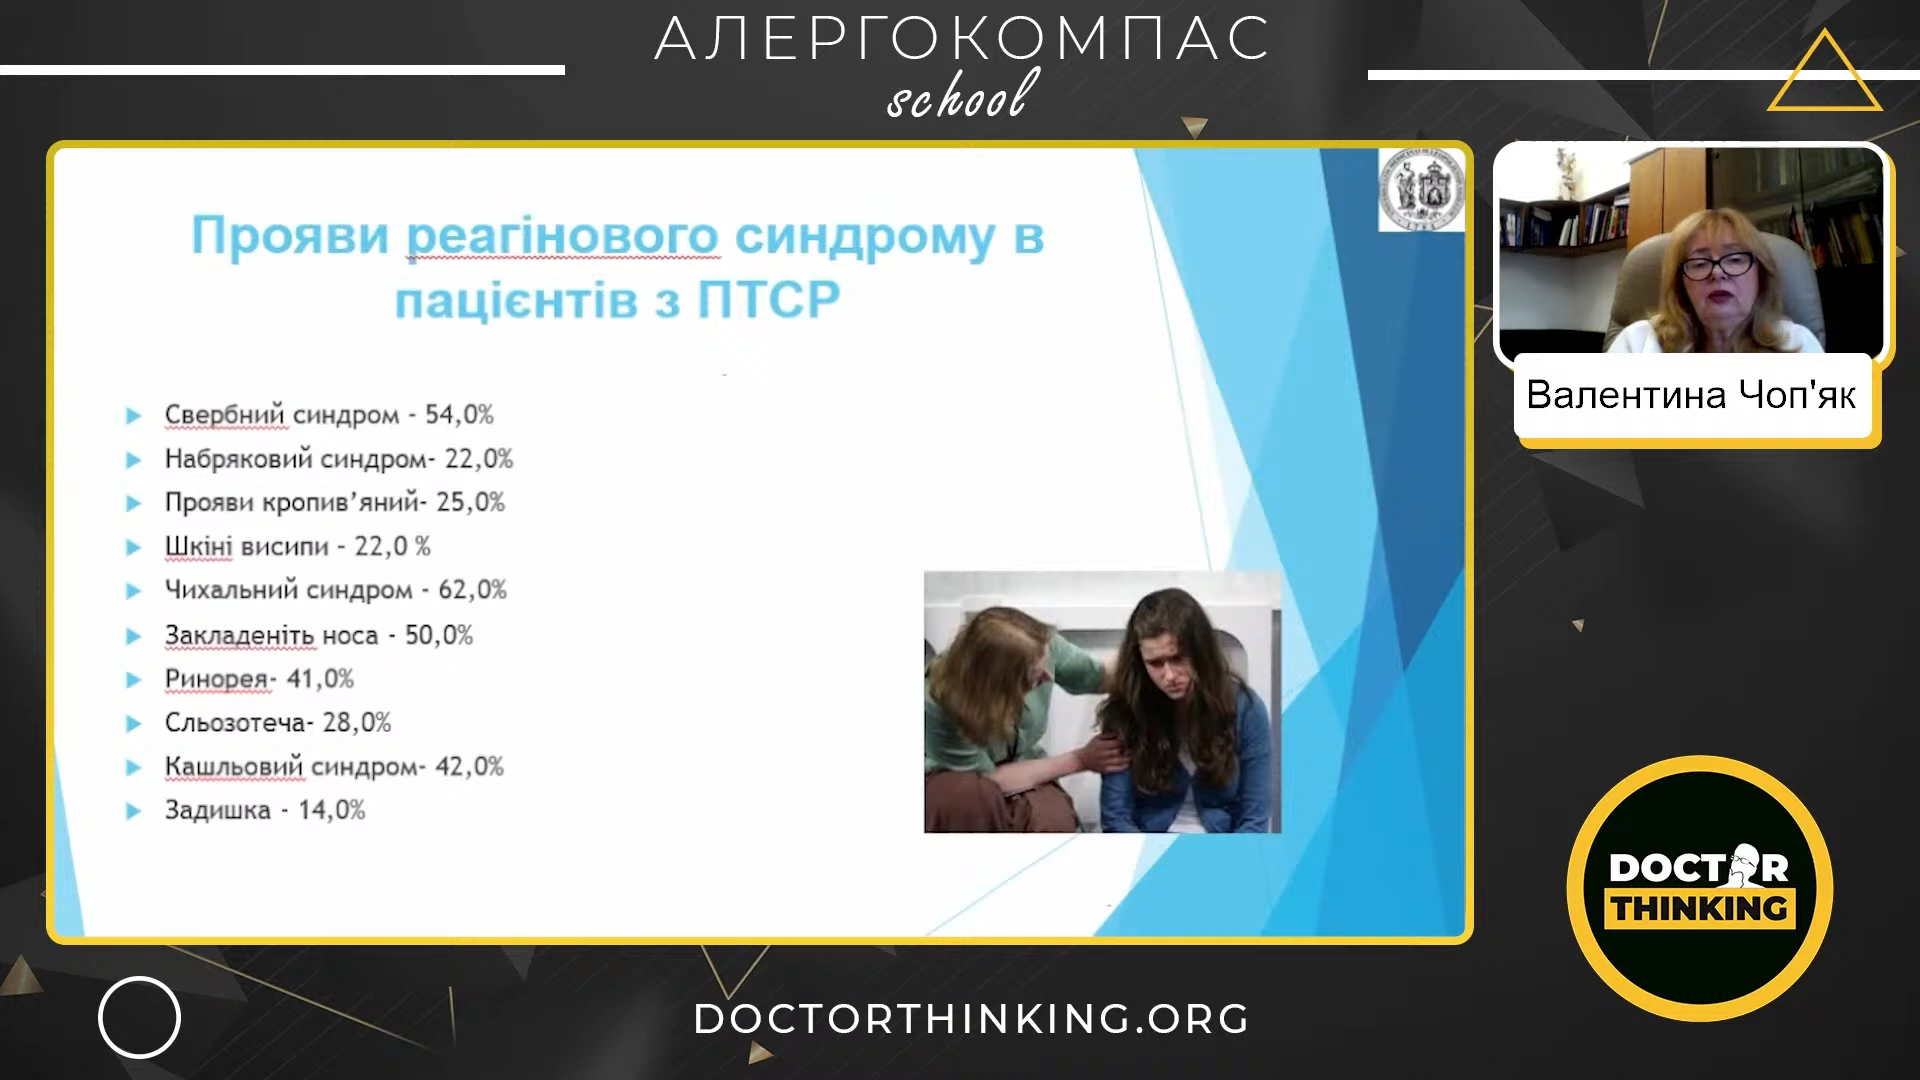 АЛЕРГОКОМПАС
school
Прояви реагінового синдрому в
пацієнтів з ПТСР
Свербний синдром - 54,0%
Набряковий синдром- 22,0%
Прояви кропив’яний- 25,0%
Шкіні висипи - 22,0 %
Чихальний синдром - 62,0%
Закладеніть носа - 50,0%
Ринорея- 41,0%
Сльозотеча- 28,0%
Кашльовий синдром- 42,0%
Задишка - 14,0%
Валентина Чоп'як
DOCTOR
THINKING
DOCTORTHINKING.ORG